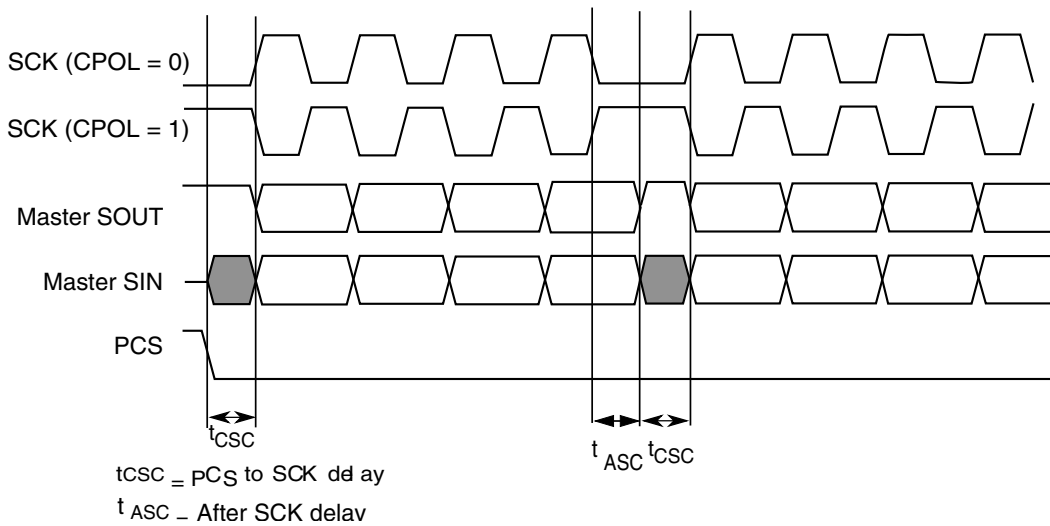 SCK (CPOL = 0)
SCK (CPOL = 1)
Master SOUT
Master SIN
PCS
tCSC
t ASC tCSC
tCSC = PCS to SCK delay
t ASC – After SCK delay